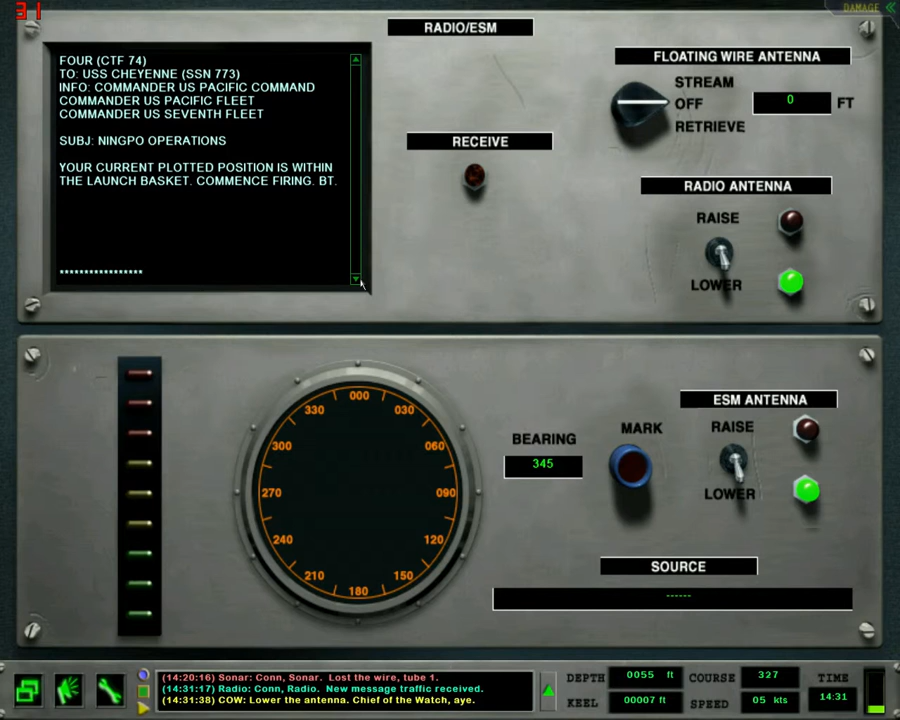 31
DAMAGE
RADIO/ESM
FOUR (CTF 74)
TO: USS CHEYENNE (SSN 773)
INFO: COMMANDER US PACIFIC COMMAND
COMMANDER US PACIFIC FLEET
COMMANDER US SEVENTH FLEET
SUBJ: NINGPO OPERATIONS
YOUR CURRENT PLOTTED POSITION IS WITHIN
THE LAUNCH BASKET. COMMENCE FIRING. BT.
*****************
RECEIVE
FLOATING WIRE ANTENNA
STREAM
OFF
RETRIEVE
0 FT
RADIO ANTENNA
RAISE
LOWER
000
030
060
090
120
150
180
210
240
270
300
330
BEARING
345
MARK
ESM ANTENNA
RAISE
LOWER
SOURCE
------
(14:20:16) Sonar: Conn, Sonar. Lost the wire, tube 1.
(14:31:17) Radio: Conn, Radio. New message traffic received.
(14:31:38) COW: Lower the antenna. Chief of the Watch, aye.
DEPTH 0055 ft COURSE 327 TIME
KEEL 00007 ft SPEED 05 kts 14:31